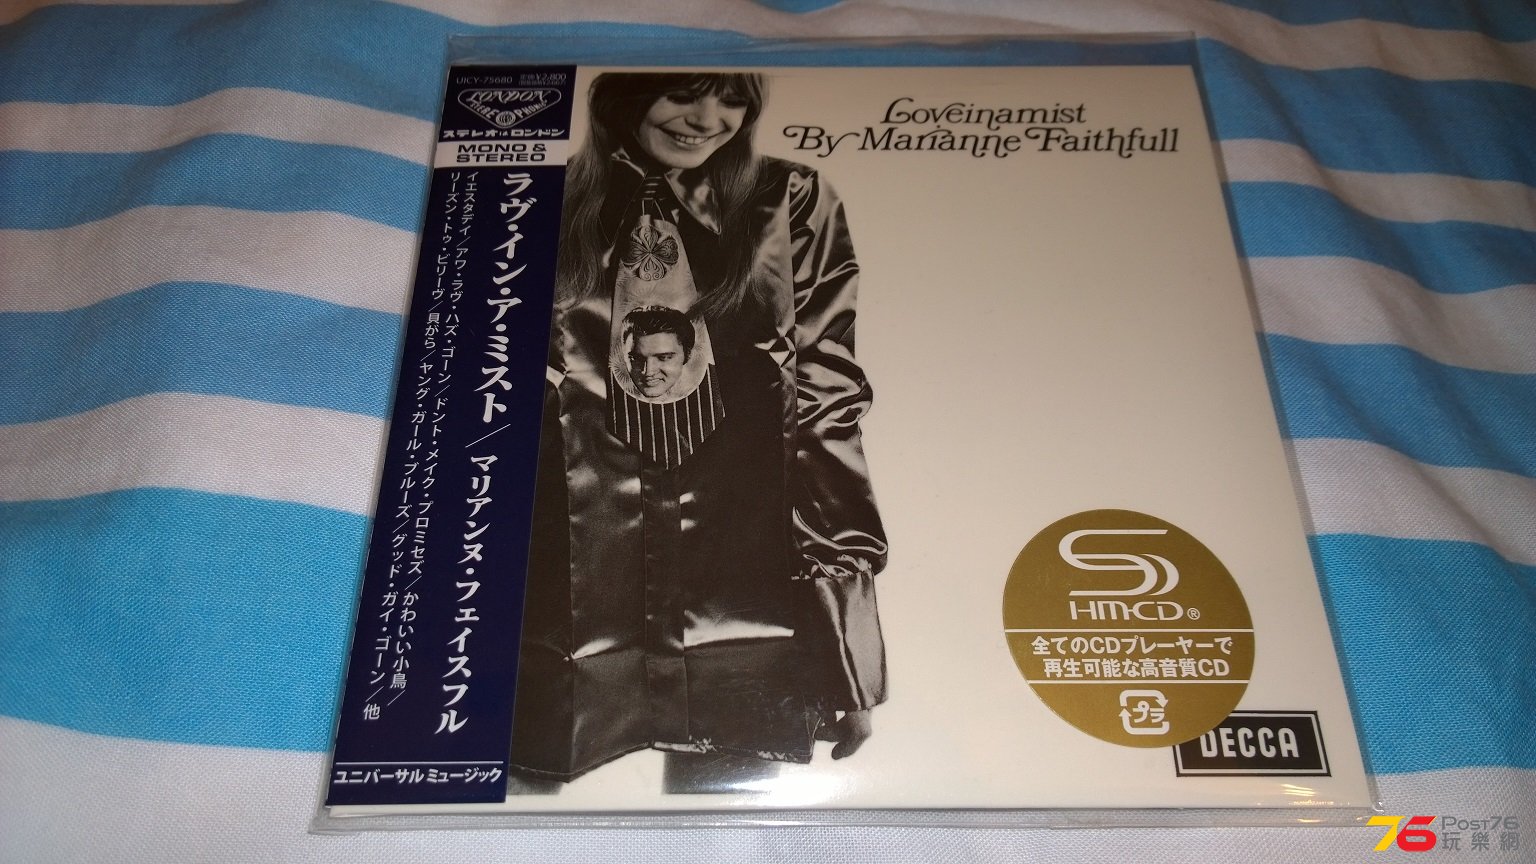 UICY-75680 定価¥2,800
LONDON
STEREOPHONIC
ステレオはロンドン
MONO &
STEREO
ラヴ・イン・ア・ミスト／マリアンヌ・フェイスフル
イエスタデイ／アワ・ラヴ・ハズ・ゴーン／ドント・メイク・プロミセズ／かわいい小鳥／
リーズン・トゥ・ビリーヴ／貝がら／ヤング・ガール・ブルーズ／グッド・ガイ・ゴーン／他
ユニバーサル ミュージック
Loveinamist
By Marianne Faithfull
HM-CD®
全てのCDプレーヤーで
再生可能な高音質CD
プラ
DECCA
76 Post76
玩樂網